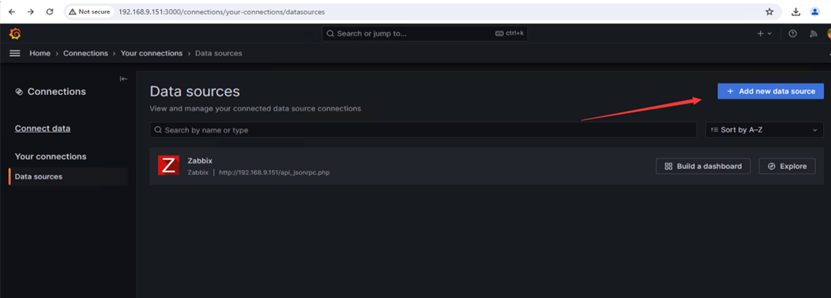 Not secure 192.168.9.151:3000/connections/your-connections/datasources
Search or jump to... ctrl+k
Home › Connections › Your connections › Data sources
Connections
Connect data
Your connections
Data sources
Data sources
View and manage your connected data source connections
+ Add new data source
Search by name or type
Sort by A–Z
Z
Zabbix
Zabbix | http://192.168.9.151/api_jsonrpc.php
Build a dashboard
Explore